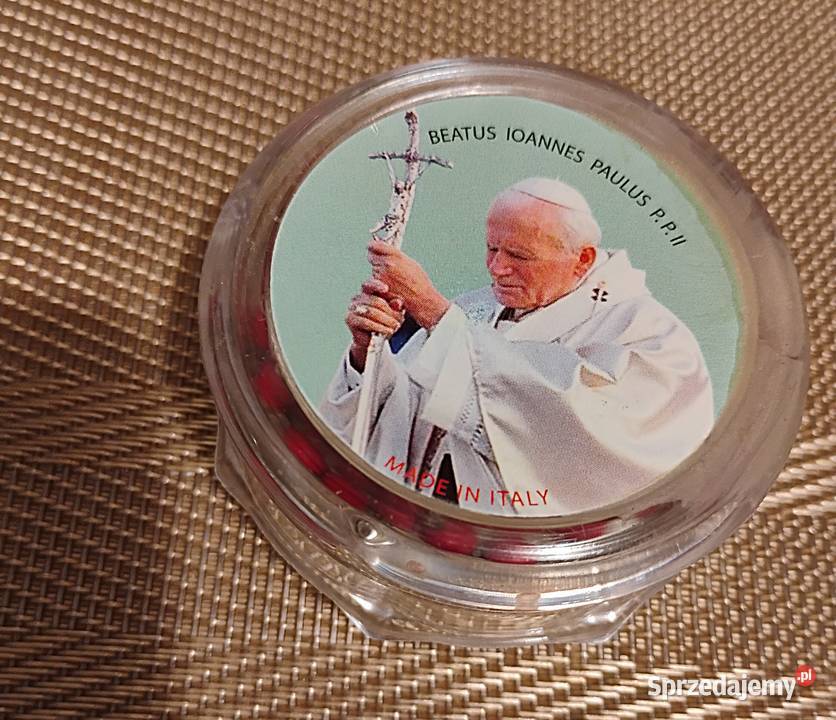 BEATUS IOANNES PAULUS P.P. II
MADE IN ITALY
Sprzedajemy.pl